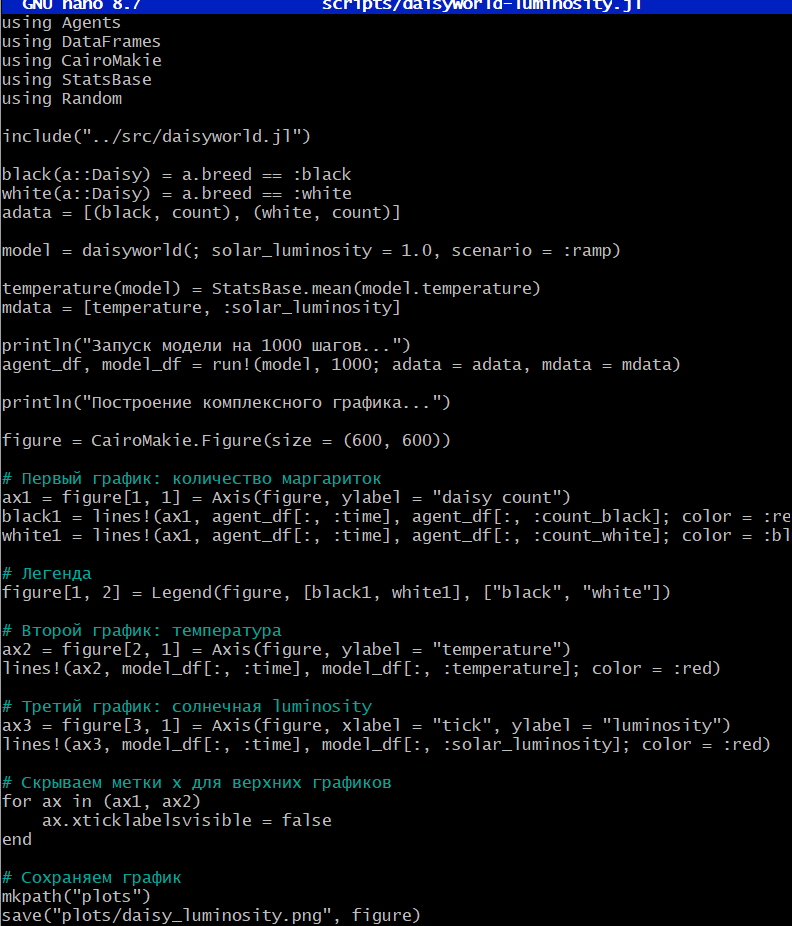 GNU nano 8.7 scripts/daisyworld-luminosity.jl
using Agents
using DataFrames
using CairoMakie
using StatsBase
using Random
include("../src/daisyworld.jl")
black(a::Daisy) = a.breed == :black
white(a::Daisy) = a.breed == :white
adata = [(black, count), (white, count)]
model = daisyworld(; solar_luminosity = 1.0, scenario = :ramp)
temperature(model) = StatsBase.mean(model.temperature)
mdata = [temperature, :solar_luminosity]
println("Запуск модели на 1000 шагов...")
agent_df, model_df = run!(model, 1000; adata = adata, mdata = mdata)
println("Построение комплексного графика...")
figure = CairoMakie.Figure(size = (600, 600))
# Первый график: количество маргариток
ax1 = figure[1, 1] = Axis(figure, ylabel = "daisy count")
black1 = lines!(ax1, agent_df[:, :time], agent_df[:, :count_black]; color = :re
white1 = lines!(ax1, agent_df[:, :time], agent_df[:, :count_white]; color = :bl
# Легенда
figure[1, 2] = Legend(figure, [black1, white1], ["black", "white"])
# Второй график: температура
ax2 = figure[2, 1] = Axis(figure, ylabel = "temperature")
lines!(ax2, model_df[:, :time], model_df[:, :temperature]; color = :red)
# Третий график: солнечная luminosity
ax3 = figure[3, 1] = Axis(figure, xlabel = "tick", ylabel = "luminosity")
lines!(ax3, model_df[:, :time], model_df[:, :solar_luminosity]; color = :red)
# Скрываем метки x для верхних графиков
for ax in (ax1, ax2)
    ax.xticklabelsvisible = false
end
# Сохраняем график
mkpath("plots")
save("plots/daisy_luminosity.png", figure)